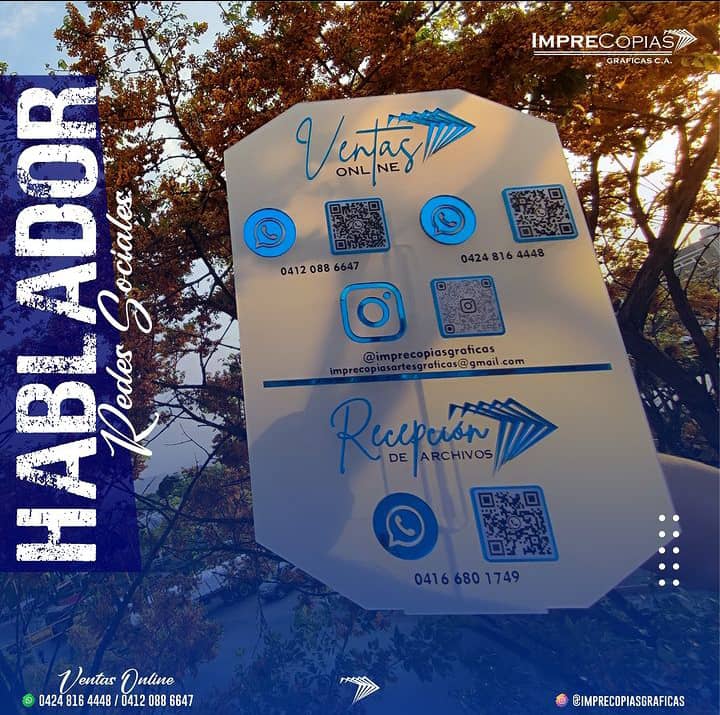 IMPRECOPIAS
GRAFICAS C.A.
HABLADOR
Redes Sociales
Ventas
ONLINE
0412 088 6647
0424 816 4448
@imprecopiasgraficas
imprecopiasartesgraficas@gmail.com
Recepción
DE ARCHIVOS
0416 680 1749
Ventas Online
0424 816 4448 / 0412 088 6647
@IMPRECOPIASGRAFICAS